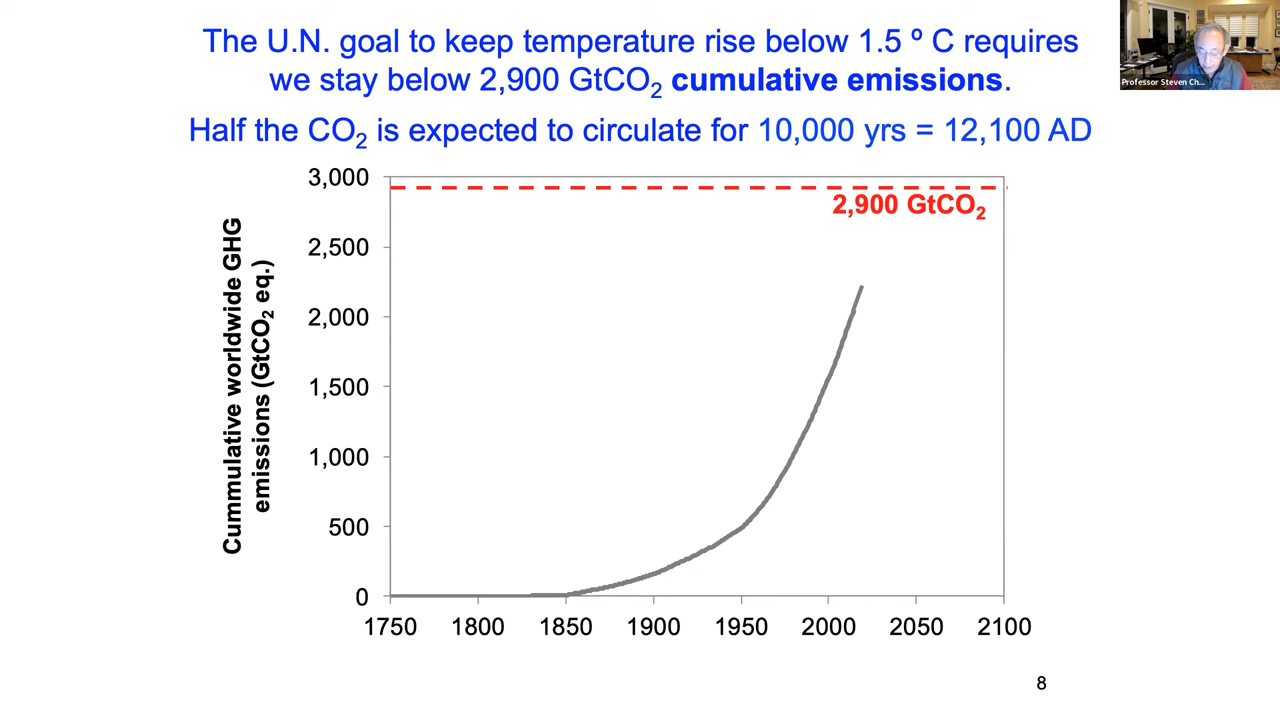 The U.N. goal to keep temperature rise below 1.5 º C requires
we stay below 2,900 GtCO₂ cumulative emissions.
Half the CO₂ is expected to circulate for 10,000 yrs = 12,100 AD
Professor Steven Ch...
3,000
2,900 GtCO₂
2,500
2,000
1,500
1,000
500
0
Cummulative worldwide GHG
emissions (GtCO₂ eq.)
1750 1800 1850 1900 1950 2000 2050 2100
8